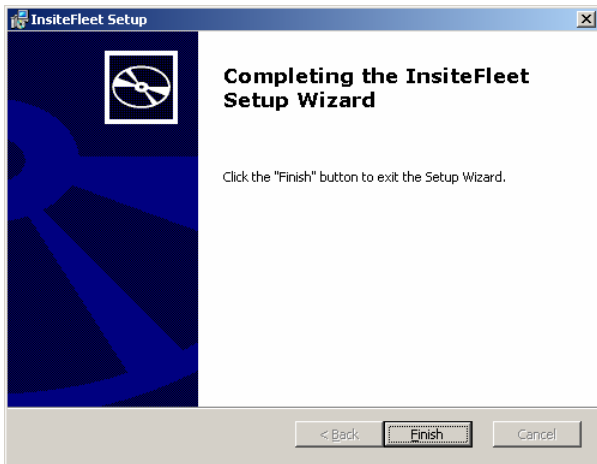 InsiteFleet Setup
Completing the InsiteFleet
Setup Wizard
Click the "Finish" button to exit the Setup Wizard.
< Back Finish Cancel